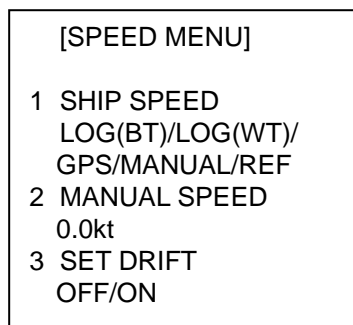 [SPEED MENU]
1 SHIP SPEED
LOG(BT)/LOG(WT)/
GPS/MANUAL/REF
2 MANUAL SPEED
0.0kt
3 SET DRIFT
OFF/ON